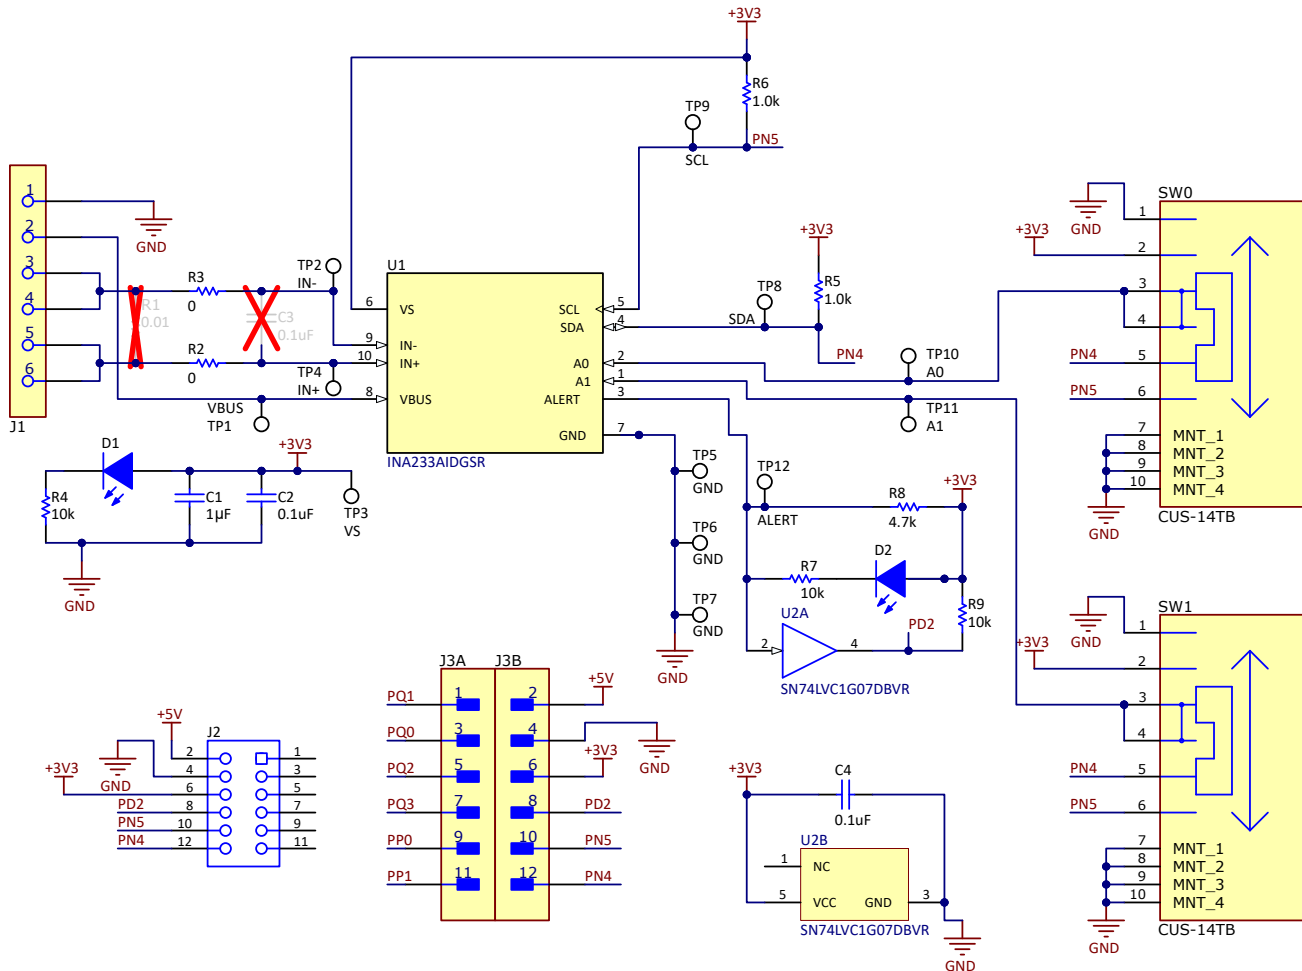 +3V3
R6
1.0k
TP9
SCL
PN5
J1
1
2
3
4
5
6
GND
R1
0.01
R3
0
R2
0
C3
0.1uF
TP2
IN-
TP4
IN+
VBUS
TP1
U1
6 VS
9 IN-
10 IN+
8 VBUS
SCL 5
SDA 4
A0 2
A1 1
ALERT 3
GND 7
INA233AIDGSR
+3V3
R5
1.0k
TP8
SDA
PN4
TP10
A0
TP11
A1
SW0
GND
+3V3
1
2
3
4
PN4 5
PN5 6
7 MNT_1
8 MNT_2
9 MNT_3
10 MNT_4
GND
CUS-14TB
D1
R4
10k
C1
1µF
C2
0.1uF
+3V3
TP3
VS
GND
TP5
GND
TP6
GND
TP7
GND
GND
TP12
ALERT
R8
4.7k
+3V3
R7
10k
D2
R9
10k
U2A
2
4
PD2
SN74LVC1G07DBVR
SW1
GND
+3V3
1
2
3
4
PN4 5
PN5 6
7 MNT_1
8 MNT_2
9 MNT_3
10 MNT_4
GND
CUS-14TB
J2
+5V
GND
+3V3
2 1
4 3
6 5
PD2 8 7
PN5 10 9
PN4 12 11
J3A J3B
PQ1 1 2 +5V
PQ0 3 4 GND
PQ2 5 6 +3V3
PQ3 7 8 PD2
PP0 9 10 PN5
PP1 11 12 PN4
+3V3
C4
0.1uF
U2B
1 NC
5 VCC GND 3
SN74LVC1G07DBVR
GND